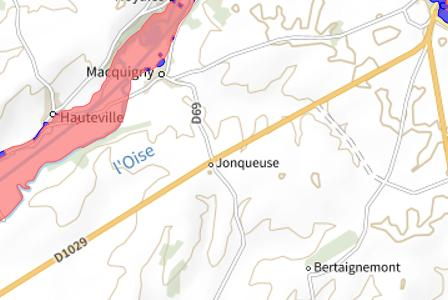 Macquigny
Hauteville
D69
l'Oise
Jonqueuse
D1029
Bertaignemont